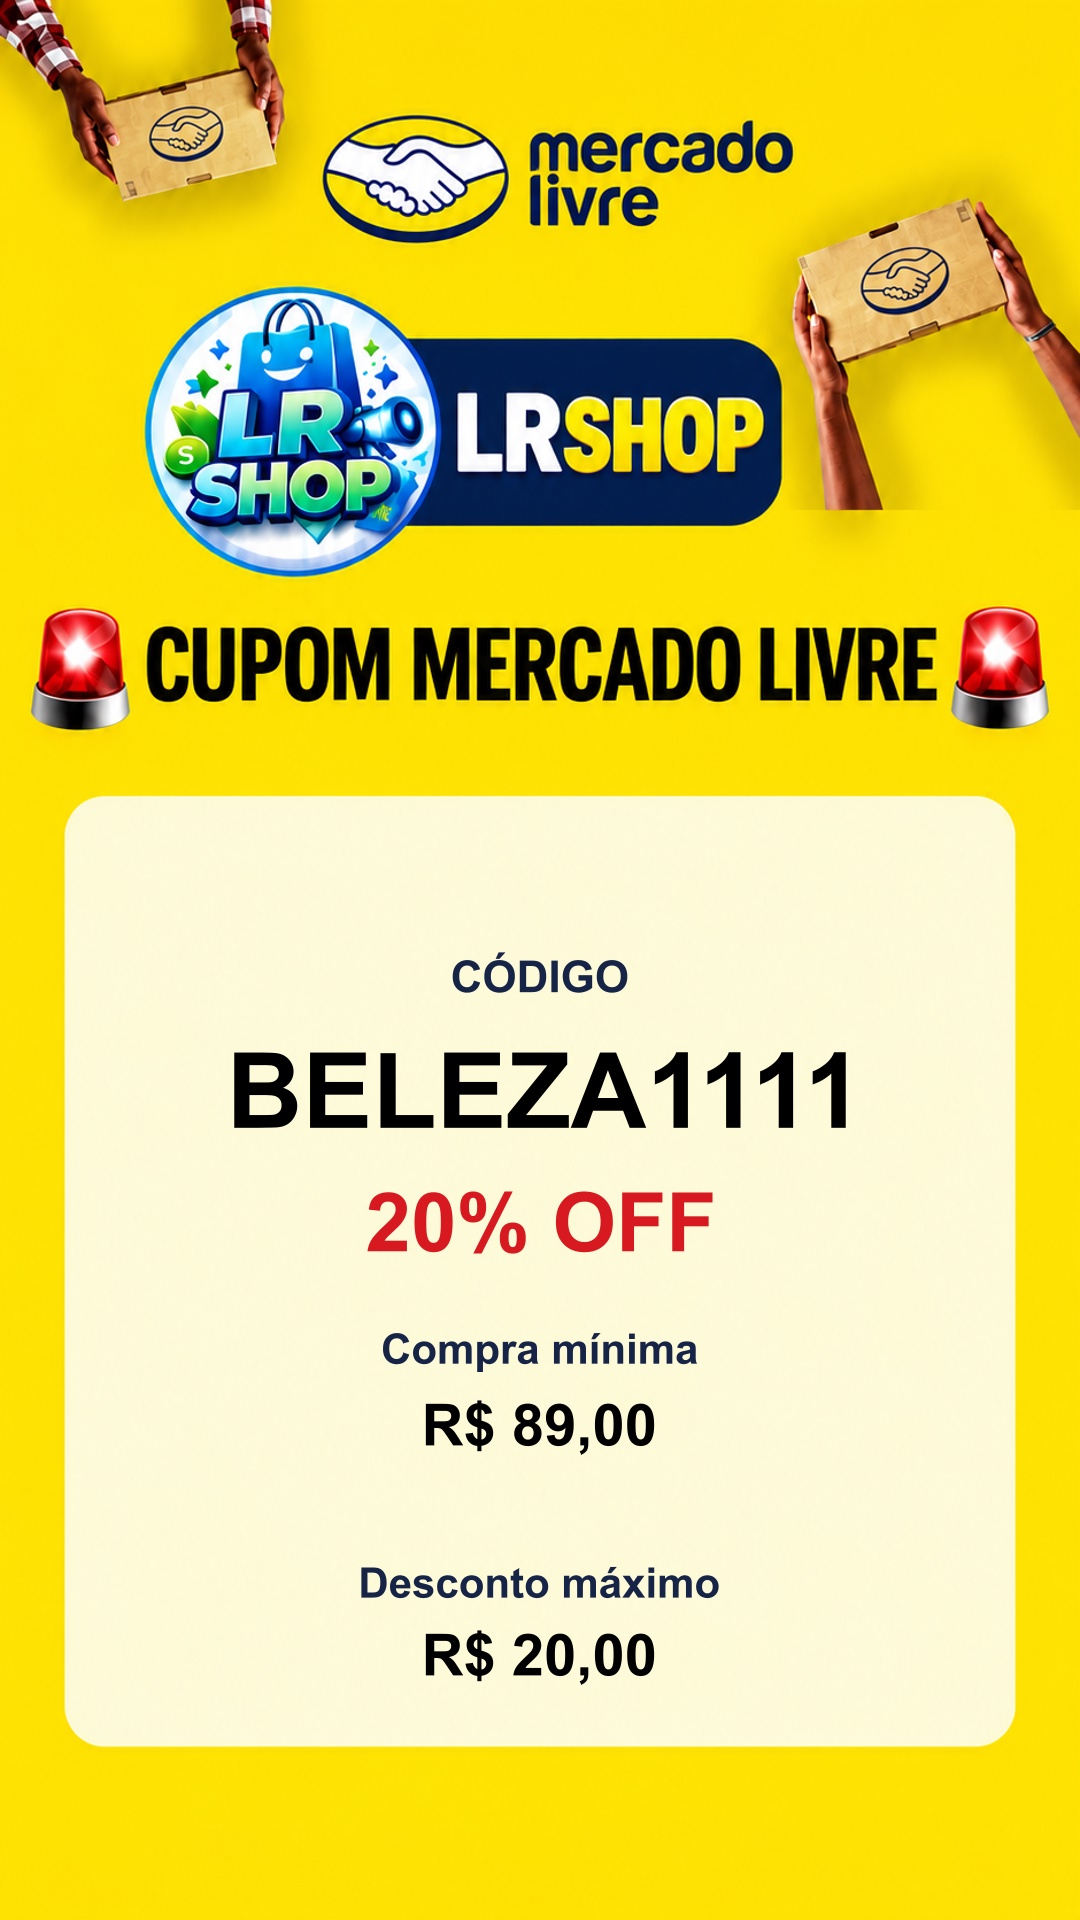 mercado
livre
LR
SHOP
S
LRSHOP
CUPOM MERCADO LIVRE
CÓDIGO
BELEZA1111
20% OFF
Compra mínima
R$ 89,00
Desconto máximo
R$ 20,00